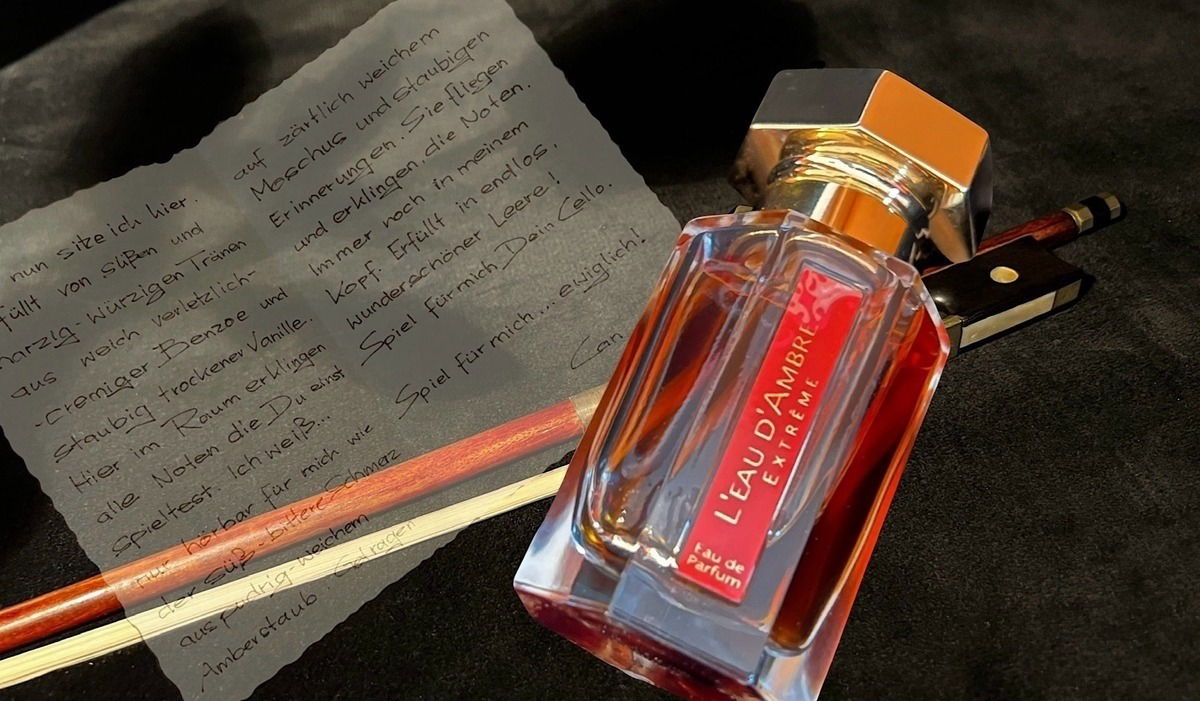 nun sitze ich hier.
füllt von süßen und
harzig-würzigen Tränen
aus weich verletzlich-
-cremiger Benzoe und
staubig trockener Vanille.
Hier im Raum erklingen
alle Noten die Du einst
spieltest. Ich weiß...
nur hörbar für mich wie
der süß-bittere Schmerz
aus pudrig-weichem
Amberstaub. Getragen
auf zärtlich weichem
Moschus und staubigen
Erinnerungen. Sie fliegen
und erklingen, die Noten.
Immer noch in meinem
Kopf. Erfüllt in endlos,
wunderschöner Leere!
Spiel für mich Dein Cello.
Spiel für mich... ewiglich!
Can
L'EAU D'AMBRE
EXTRÊME
Eau de
Parfum